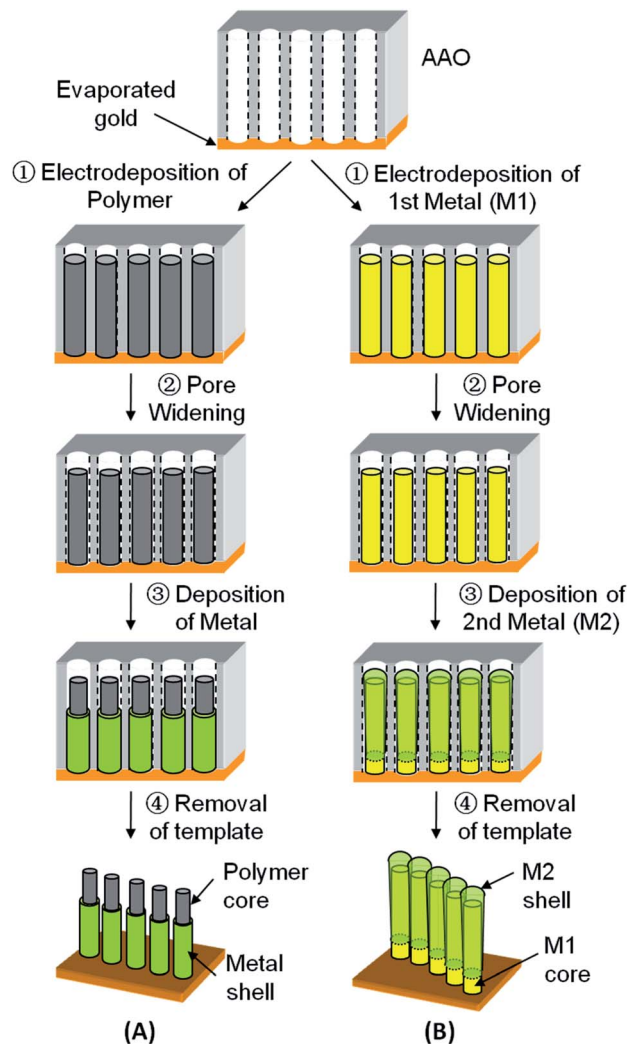 AAO
Evaporated
gold
① Electrodeposition of
Polymer
① Electrodeposition of
1st Metal (M1)
② Pore
Widening
② Pore
Widening
③ Deposition
of Metal
③ Deposition of
2nd Metal (M2)
④ Removal
of template
④ Removal
of template
Polymer
core
Metal
shell
M2
shell
M1
core
(A)
(B)